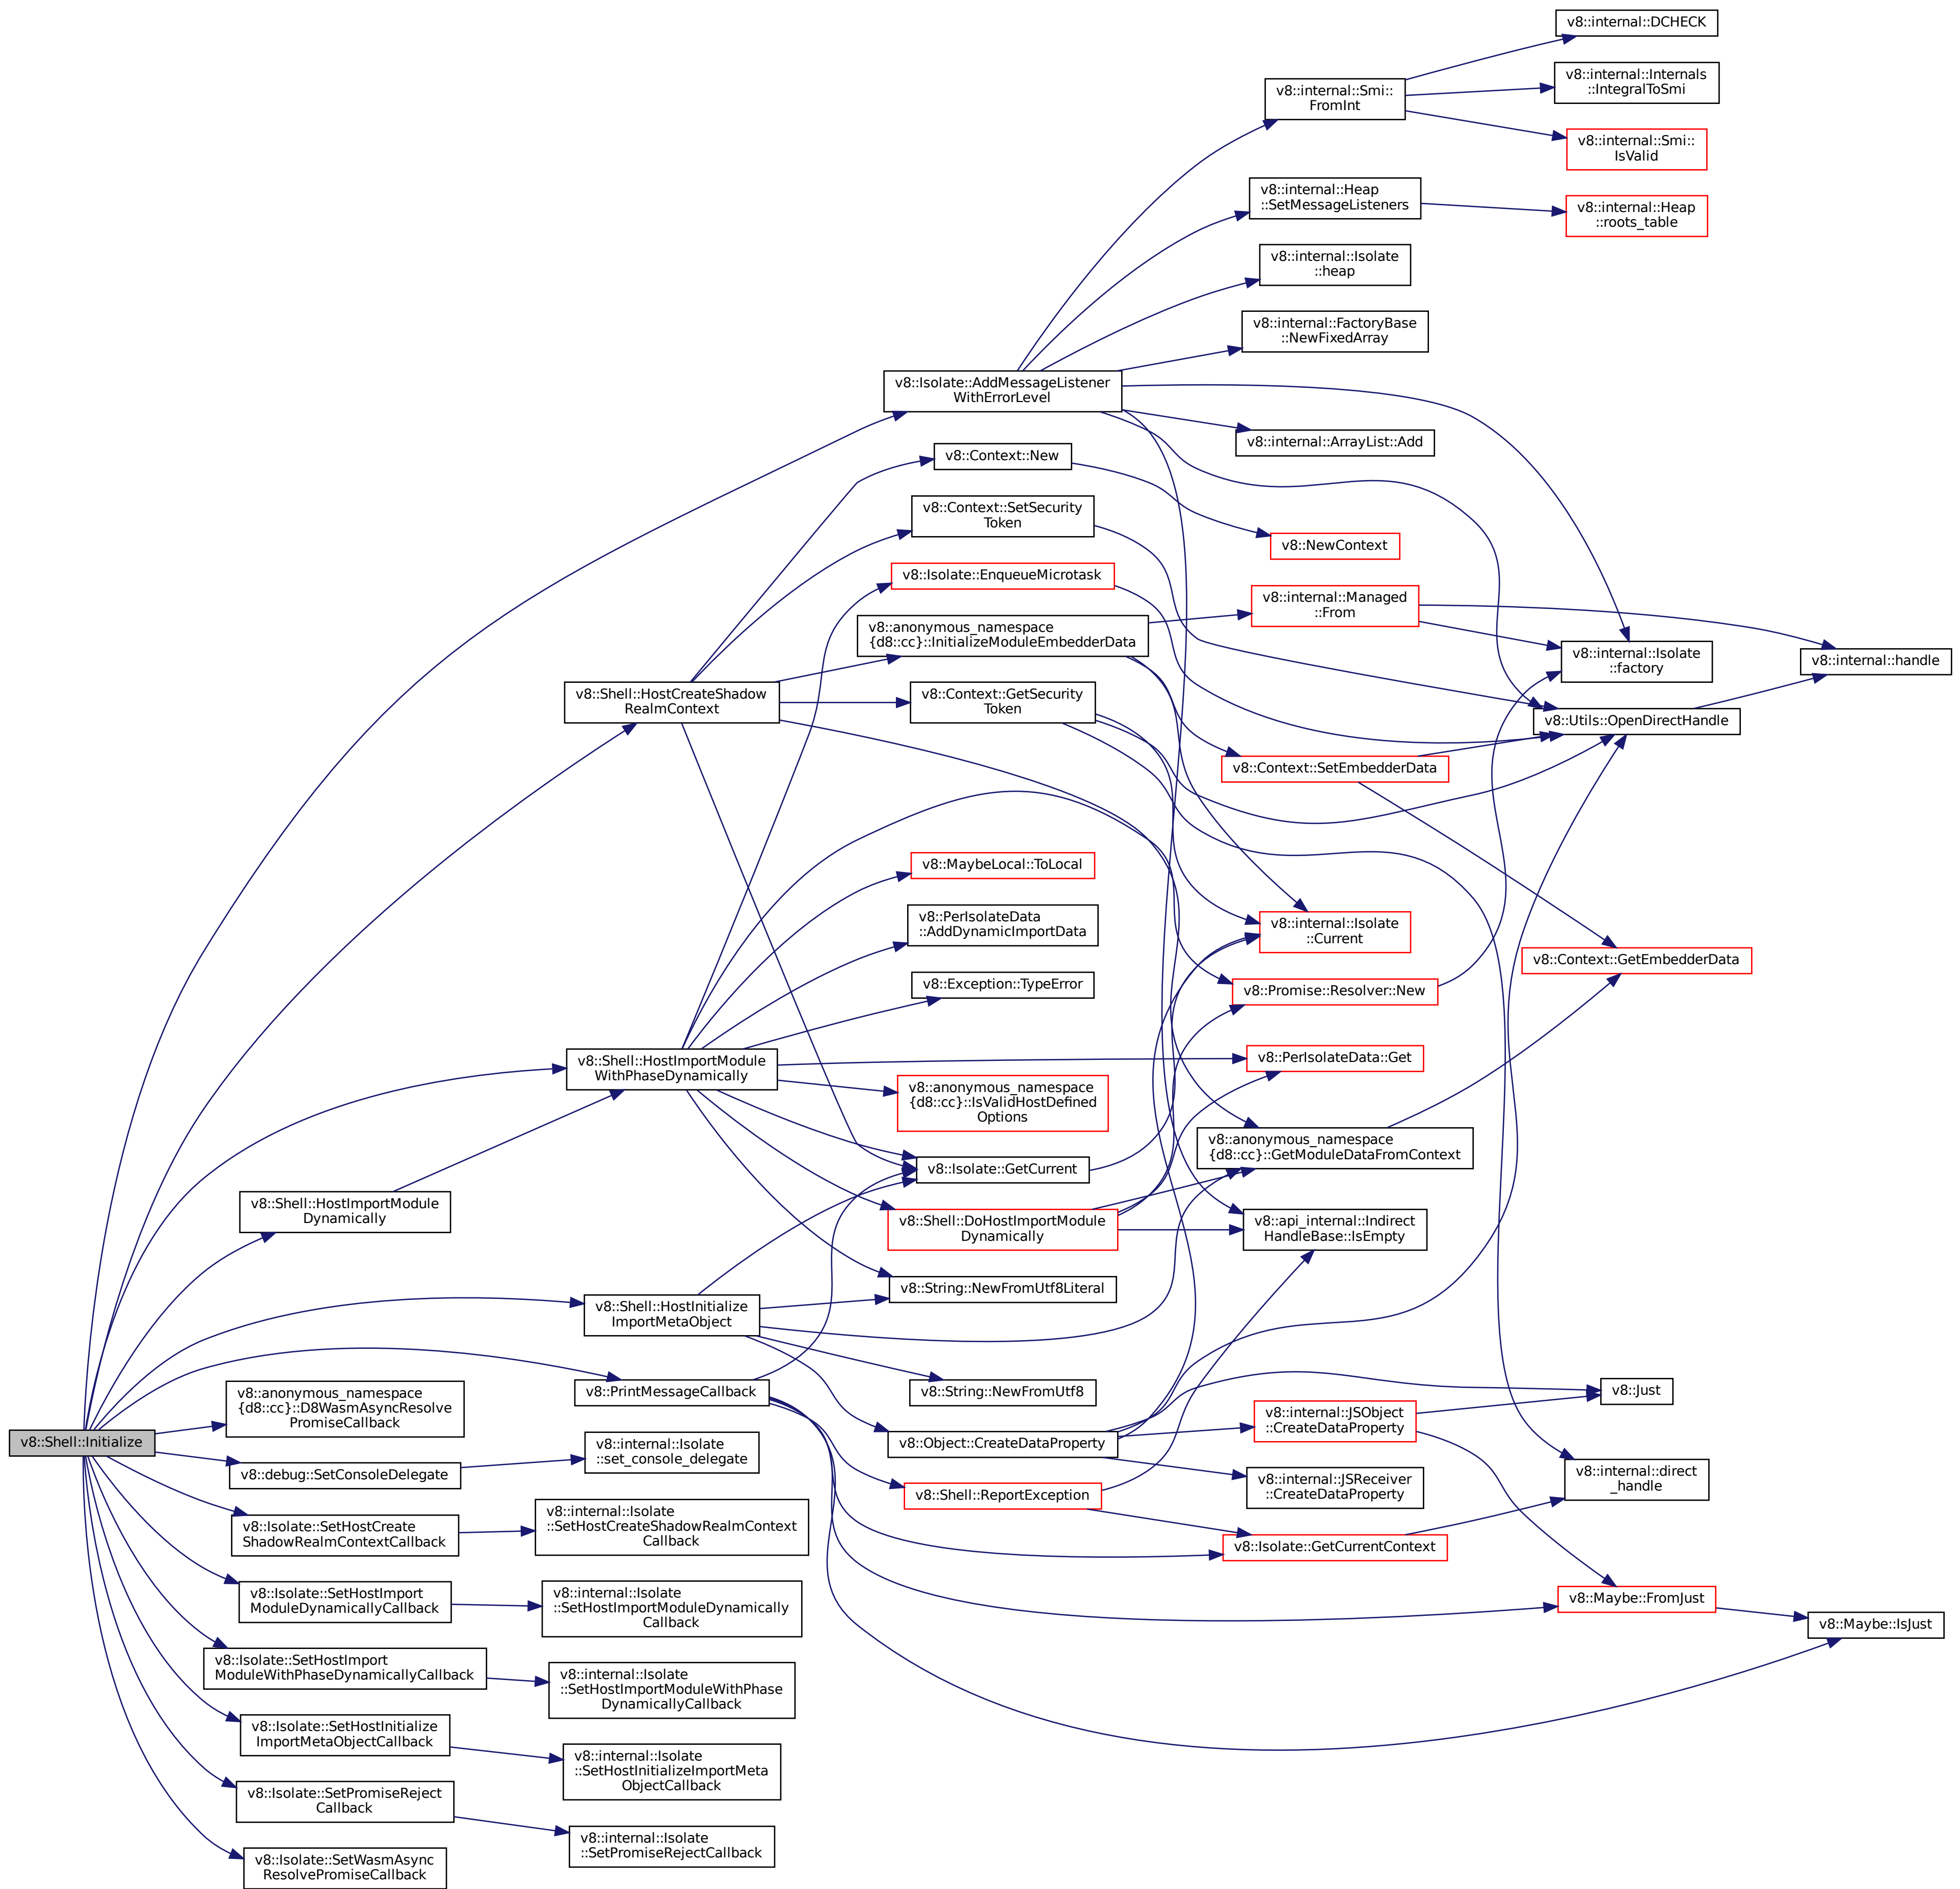 v8::Shell::Initialize
v8::anonymous_namespace
{d8::cc}::D8WasmAsyncResolve
PromiseCallback
v8::debug::SetConsoleDelegate
v8::Isolate::SetHostCreate
ShadowRealmContextCallback
v8::Isolate::SetHostImport
ModuleDynamicallyCallback
v8::Isolate::SetHostImport
ModuleWithPhaseDynamicallyCallback
v8::Isolate::SetHostInitialize
ImportMetaObjectCallback
v8::Isolate::SetPromiseReject
Callback
v8::Isolate::SetWasmAsync
ResolvePromiseCallback
v8::Shell::HostImportModule
Dynamically
v8::Shell::HostCreateShadow
RealmContext
v8::Shell::HostImportModule
WithPhaseDynamically
v8::Shell::HostInitialize
ImportMetaObject
v8::PrintMessageCallback
v8::internal::Isolate
::set_console_delegate
v8::internal::Isolate
::SetHostCreateShadowRealmContext
Callback
v8::internal::Isolate
::SetHostImportModuleDynamically
Callback
v8::internal::Isolate
::SetHostImportModuleWithPhase
DynamicallyCallback
v8::internal::Isolate
::SetHostInitializeImportMeta
ObjectCallback
v8::internal::Isolate
::SetPromiseRejectCallback
v8::Isolate::AddMessageListener
WithErrorLevel
v8::Context::New
v8::Context::SetSecurity
Token
v8::Isolate::EnqueueMicrotask
v8::anonymous_namespace
{d8::cc}::InitializeModuleEmbedderData
v8::Context::GetSecurity
Token
v8::MaybeLocal::ToLocal
v8::PerIsolateData
::AddDynamicImportData
v8::Exception::TypeError
v8::anonymous_namespace
{d8::cc}::IsValidHostDefined
Options
v8::Isolate::GetCurrent
v8::Shell::DoHostImportModule
Dynamically
v8::String::NewFromUtf8Literal
v8::String::NewFromUtf8
v8::Object::CreateDataProperty
v8::Shell::ReportException
v8::internal::Smi::
FromInt
v8::internal::Heap
::SetMessageListeners
v8::internal::Isolate
::heap
v8::internal::FactoryBase
::NewFixedArray
v8::internal::ArrayList::Add
v8::NewContext
v8::internal::Managed
::From
v8::Context::SetEmbedderData
v8::internal::Isolate
::Current
v8::Promise::Resolver::New
v8::PerIsolateData::Get
v8::anonymous_namespace
{d8::cc}::GetModuleDataFromContext
v8::api_internal::Indirect
HandleBase::IsEmpty
v8::internal::JSObject
::CreateDataProperty
v8::internal::JSReceiver
::CreateDataProperty
v8::Isolate::GetCurrentContext
v8::internal::DCHECK
v8::internal::Internals
::IntegralToSmi
v8::internal::Smi::
IsValid
v8::internal::Heap
::roots_table
v8::internal::Isolate
::factory
v8::Utils::OpenDirectHandle
v8::Context::GetEmbedderData
v8::Just
v8::internal::direct
_handle
v8::Maybe::FromJust
v8::internal::handle
v8::Maybe::IsJust